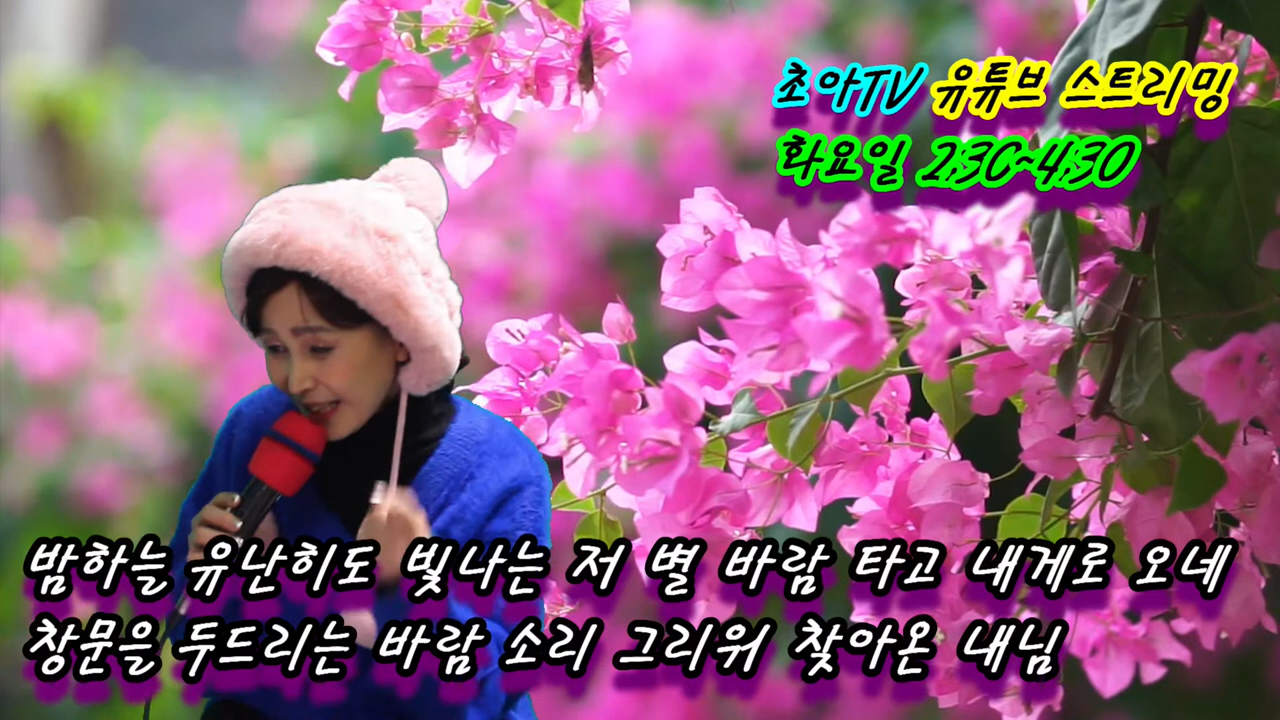 초아TV 유튜브 스트리밍
화요일 2:30~4:30
밤하늘 유난히도 빛나는 저 별 바람 타고 내게로 오네
창문을 두드리는 바람 소리 그리워 찾아온 내님